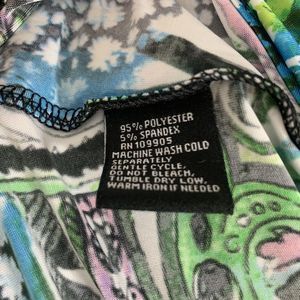 95% POLYESTER
5% SPANDEX
RN 109905
MACHINE WASH COLD
SEPARATELY
GENTLE CYCLE,
DO NOT BLEACH,
TUMBLE DRY LOW,
WARM IRON IF NEEDED